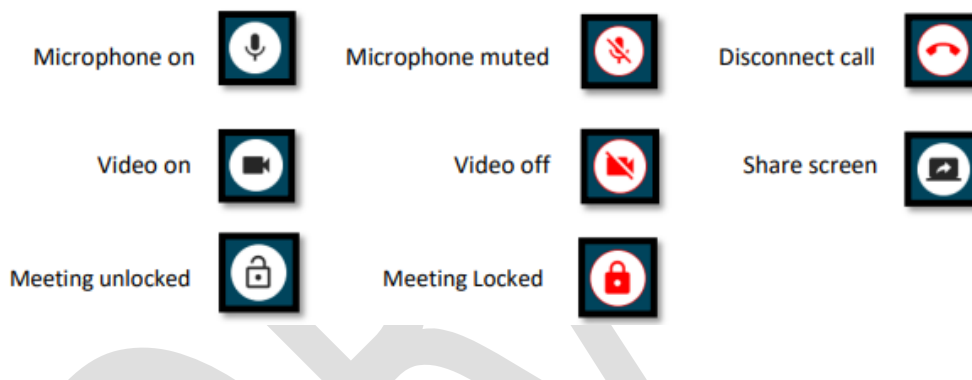 Microphone on
Microphone muted
Disconnect call
Video on
Video off
Share screen
Meeting unlocked
Meeting Locked